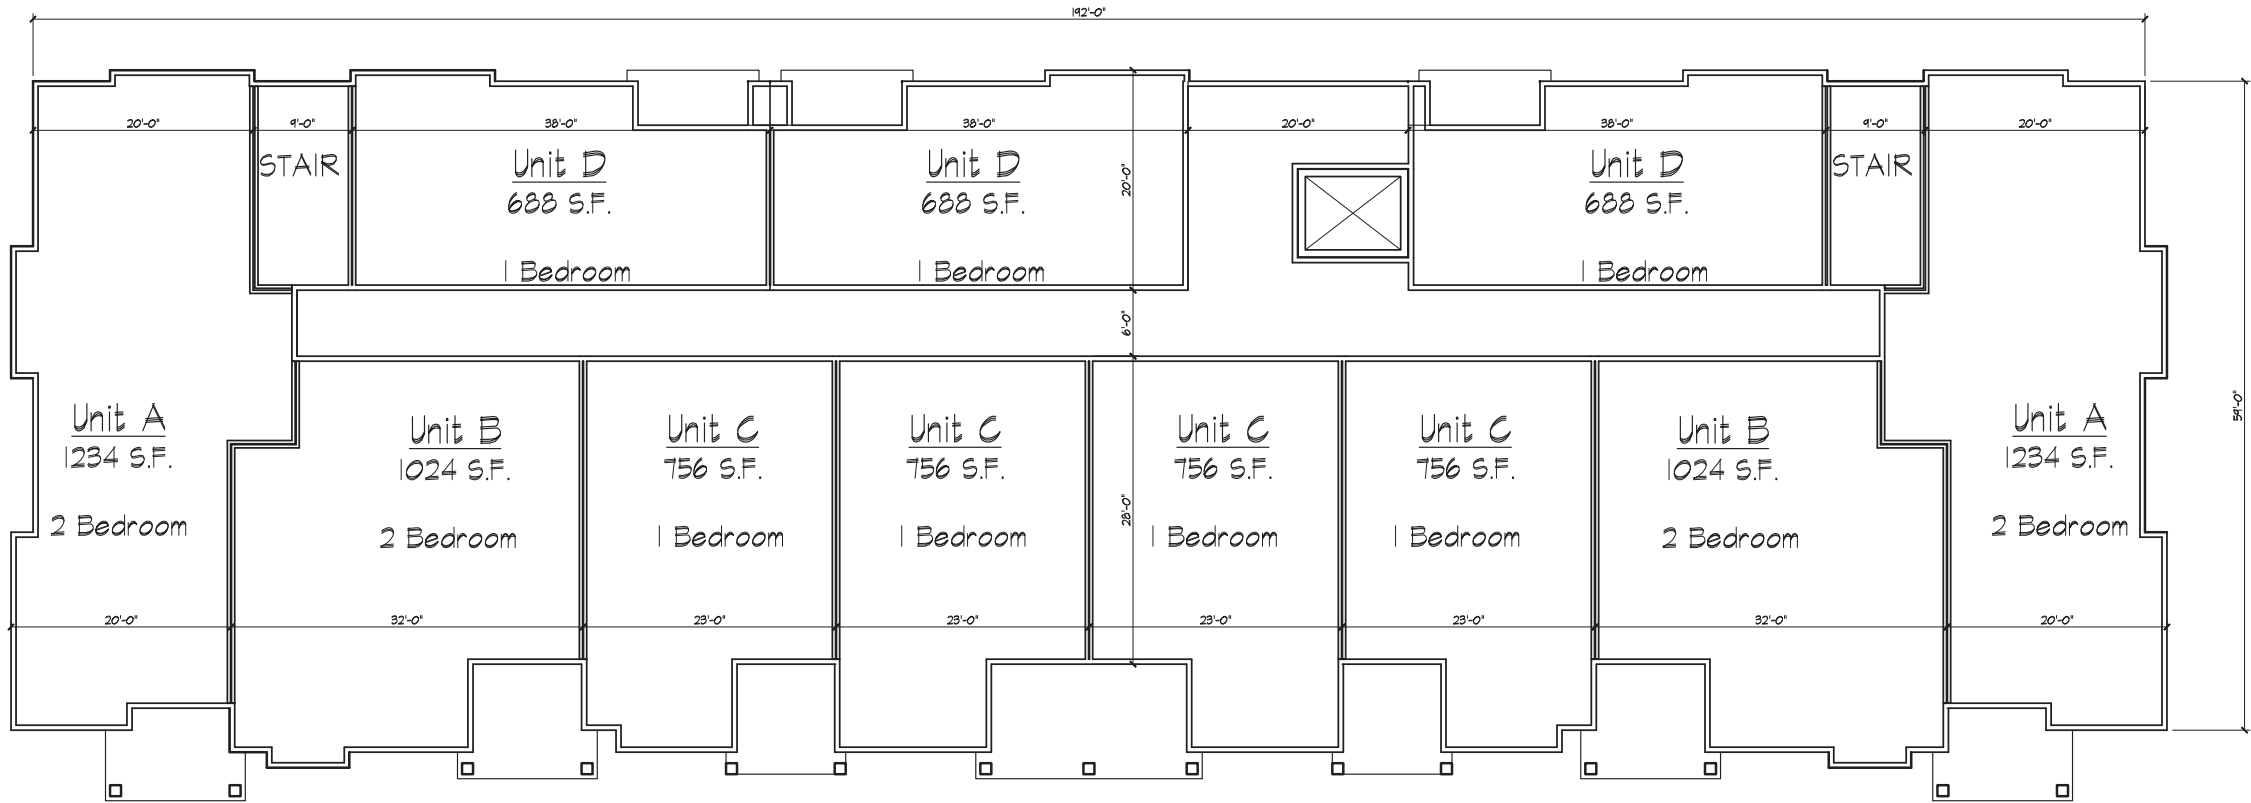 192'-0"
20'-0" 9'-0" 38'-0" 38'-0" 20'-0" 38'-0" 9'-0" 20'-0"
STAIR
Unit D
688 S.F.
1 Bedroom
Unit D
688 S.F.
1 Bedroom
20'-0"
Unit D
688 S.F.
1 Bedroom
STAIR
6'-0"
59'-0"
Unit A
1234 S.F.
2 Bedroom
Unit B
1024 S.F.
2 Bedroom
Unit C
756 S.F.
1 Bedroom
Unit C
756 S.F.
1 Bedroom
28'-0"
Unit C
756 S.F.
1 Bedroom
Unit C
756 S.F.
1 Bedroom
Unit B
1024 S.F.
2 Bedroom
Unit A
1234 S.F.
2 Bedroom
20'-0" 32'-0" 23'-0" 23'-0" 23'-0" 23'-0" 32'-0" 20'-0"